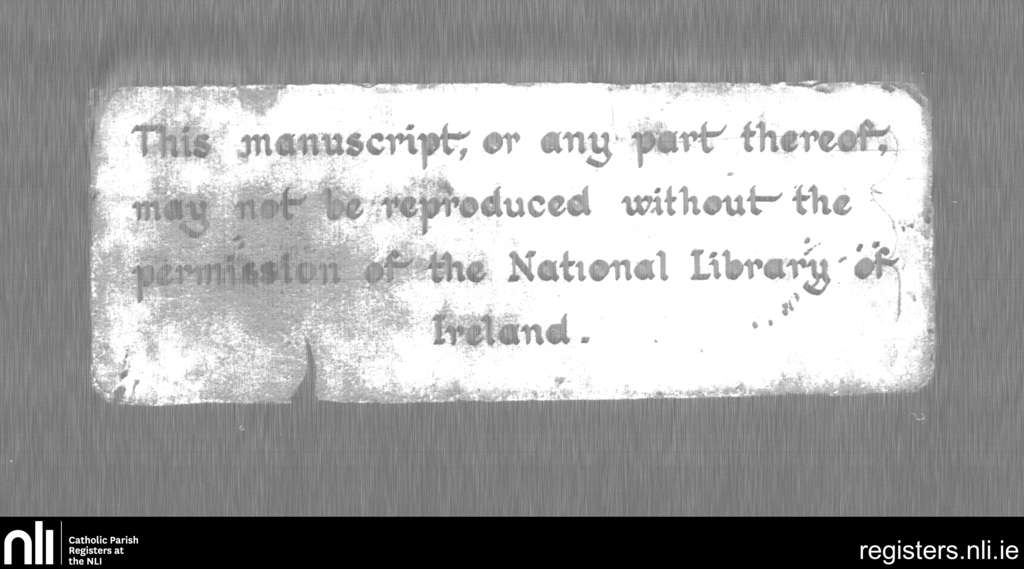 This manuscript, or any part thereof,
may not be reproduced without the
permission of the National Library of
Ireland.
nli
Catholic Parish
Registers at
the NLI
registers.nli.ie